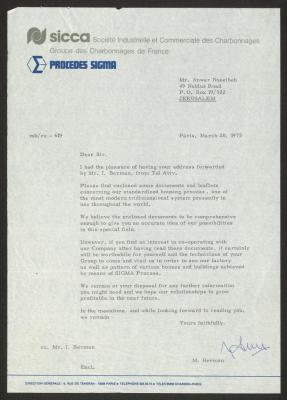 sicca Société Industrielle et Commerciale des Charbonnages
Groupe des Charbonnages de France
PROCEDES SIGMA
Mr. Anwar Nuseibeh
49 Nablus Road
P.O. Box 19/522
JERUSALEM
Paris, March 20, 1975
Dear Sir,
I had the pleasure of having your address forwarded
by Mr. I. Berman, from Tel Aviv.
Please find enclosed some documents and leaflets
concerning our standardized housing process, one of
the most modern tridimensional system presently in
use throughout the world.
We believe the enclosed documents to be comprehensive
enough to give you an accurate idea of our possibilities
in this special field.
However, if you find an interest in co-operating with
our Company after having read these documents, it certainly
will be worthwhile for yourself and the technicians of your
Group to come and visit us in order to see our factory
as well as pattern of various houses and buildings achieved
by means of SIGMA Process.
We remain at your disposal for any further information
you might need and we hope our relationships to grow
profitable in the near future.
In the meantime, and while looking forward to reading you,
we remain
Yours faithfully.
cc. Mr. I. Berman
M. Herman
Encl.